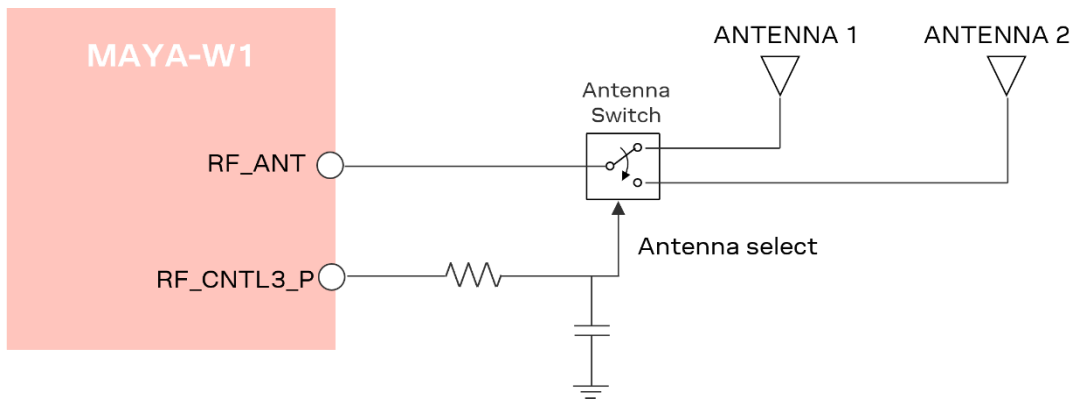 MAYA-W1
ANTENNA 1
ANTENNA 2
Antenna
Switch
RF_ANT
Antenna select
RF_CNTL3_P